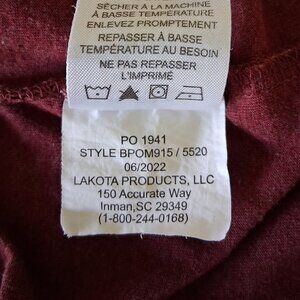 SÉCHER À LA MACHINE
À BASSE TEMPÉRATURE
ENLEVEZ PROMPTEMENT
REPASSER À BASSE
TEMPÉRATURE AU BESOIN
NE PAS REPASSER
L'IMPRIMÉ
PO 1941
STYLE BPOM915 / 5520
06/2022
LAKOTA PRODUCTS, LLC
150 Accurate Way
Inman,SC 29349
(1-800-244-0168)